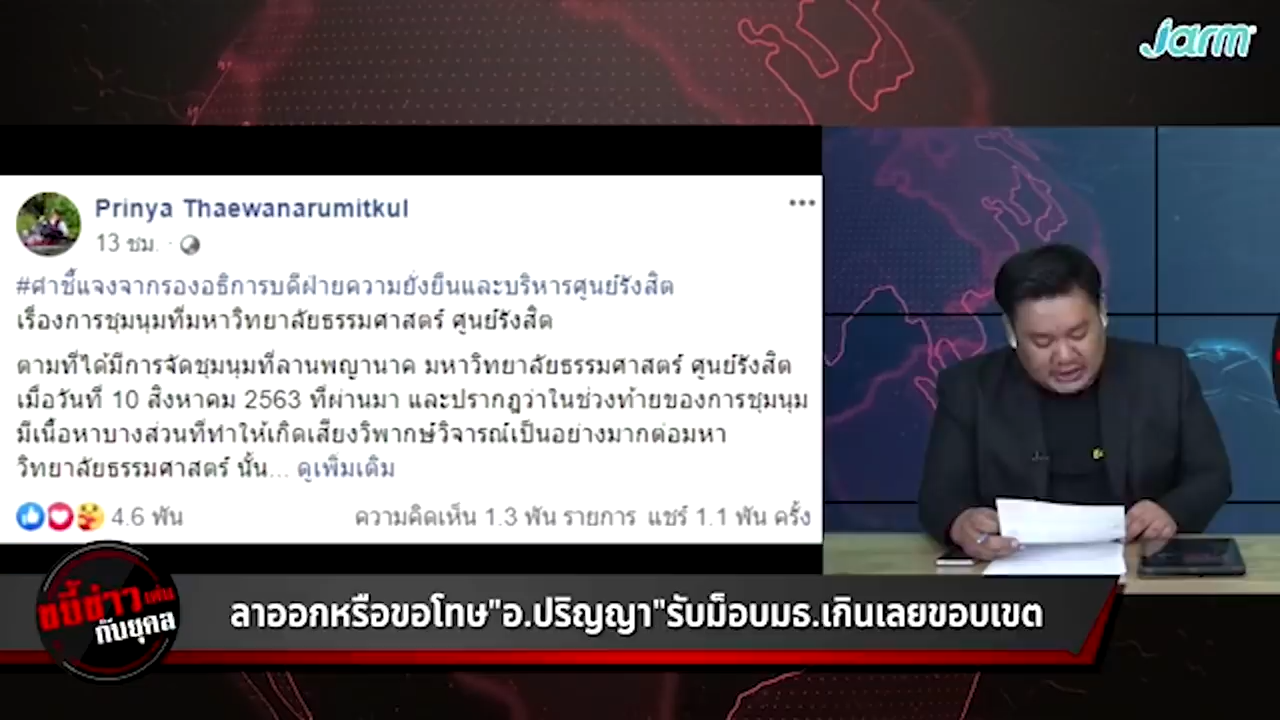 Jarm
Prinya Thaewanarumitkul
13 ชม.
#คำชี้แจงจากรองอธิการบดีฝ่ายความยั่งยืนและบริหารศูนย์รังสิต
เรื่องการชุมนุมที่มหาวิทยาลัยธรรมศาสตร์ ศูนย์รังสิต
ตามที่ได้มีการจัดชุมนุมที่ลานพญานาค มหาวิทยาลัยธรรมศาสตร์ ศูนย์รังสิต
เมื่อวันที่ 10 สิงหาคม 2563 ที่ผ่านมา และปรากฏว่าในช่วงท้ายของการชุมนุม
มีเนื้อหาบางส่วนที่ทำให้เกิดเสียงวิพากษ์วิจารณ์เป็นอย่างมากต่อมหา
วิทยาลัยธรรมศาสตร์ นั้น... ดูเพิ่มเติม
4.6 พัน ความคิดเห็น 1.3 พัน รายการ แชร์ 1.1 พัน ครั้ง
ขยี้ข่าวเด่น
กับยุคล
ลาออกหรือขอโทษ"อ.ปริญญา"รับม็อบมธ.เกินเลยขอบเขต